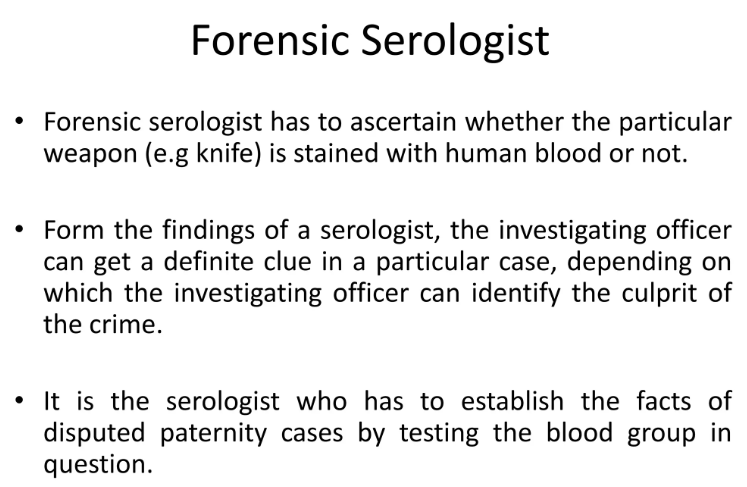 Forensic Serologist
• Forensic serologist has to ascertain whether the particular
weapon (e.g knife) is stained with human blood or not.
• Form the findings of a serologist, the investigating officer
can get a definite clue in a particular case, depending on
which the investigating officer can identify the culprit of
the crime.
• It is the serologist who has to establish the facts of
disputed paternity cases by testing the blood group in
question.